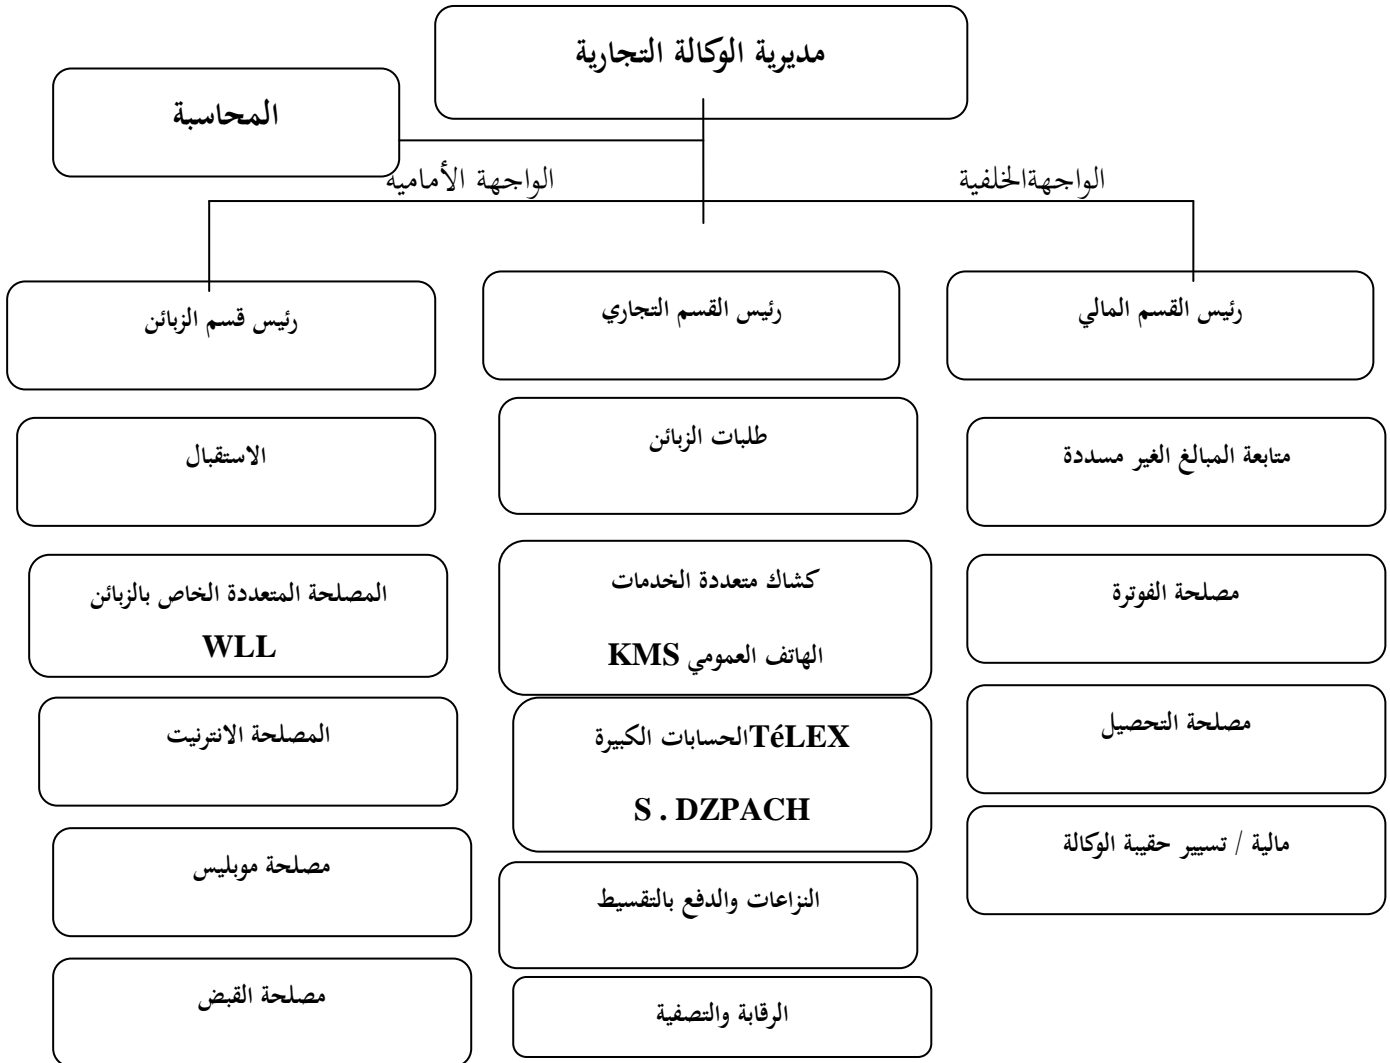 مديرية الوكالة التجارية
المحاسبة
الواجهةالخلفية
الواجهة الأمامية
رئيس القسم المالي
رئيس القسم التجاري
رئيس قسم الزبائن
متابعة المبالغ الغير مسددة
طلبات الزبائن
الاستقبال
مصلحة الفوترة
كشاك متعددة الخدمات
الهاتف العمومي KMS
المصلحة المتعددة الخاص بالزبائن
WLL
مصلحة التحصيل
TéLEXالحسابات الكبيرة
S . DZPACH
المصلحة الانترنيت
مالية / تسيير حقيبة الوكالة
النزاعات والدفع بالتقسيط
مصلحة موبليس
الرقابة والتصفية
مصلحة القبض